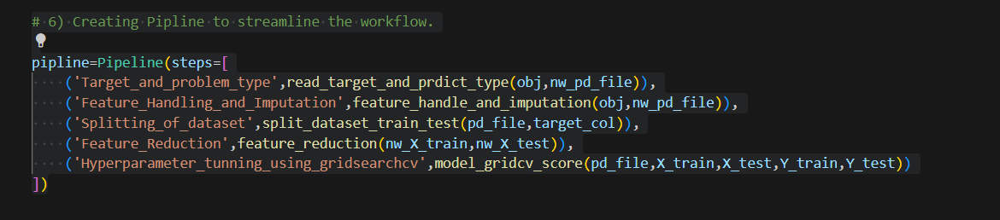 # 6) Creating Pipline to streamline the workflow.
pipline=Pipeline(steps=[
    ('Target_and_problem_type',read_target_and_prdict_type(obj,nw_pd_file)),
    ('Feature_Handling_and_Imputation',feature_handle_and_imputation(obj,nw_pd_file)),
    ('Splitting_of_dataset',split_dataset_train_test(pd_file,target_col)),
    ('Feature_Reduction',feature_reduction(nw_X_train,nw_X_test)),
    ('Hyperparameter_tunning_using_gridsearchcv',model_gridcv_score(pd_file,X_train,X_test,Y_train,Y_test))
])